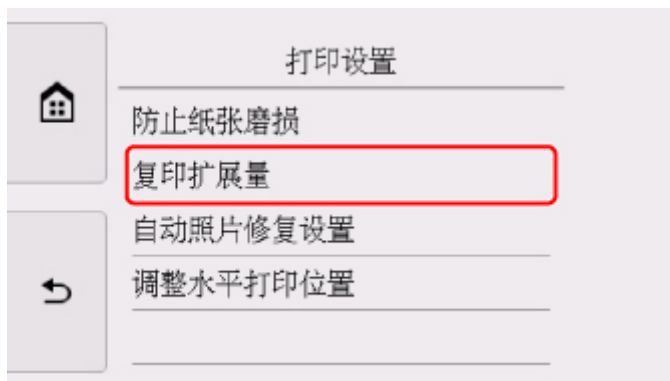 打印设置
防止纸张磨损
复印扩展量
自动照片修复设置
调整水平打印位置